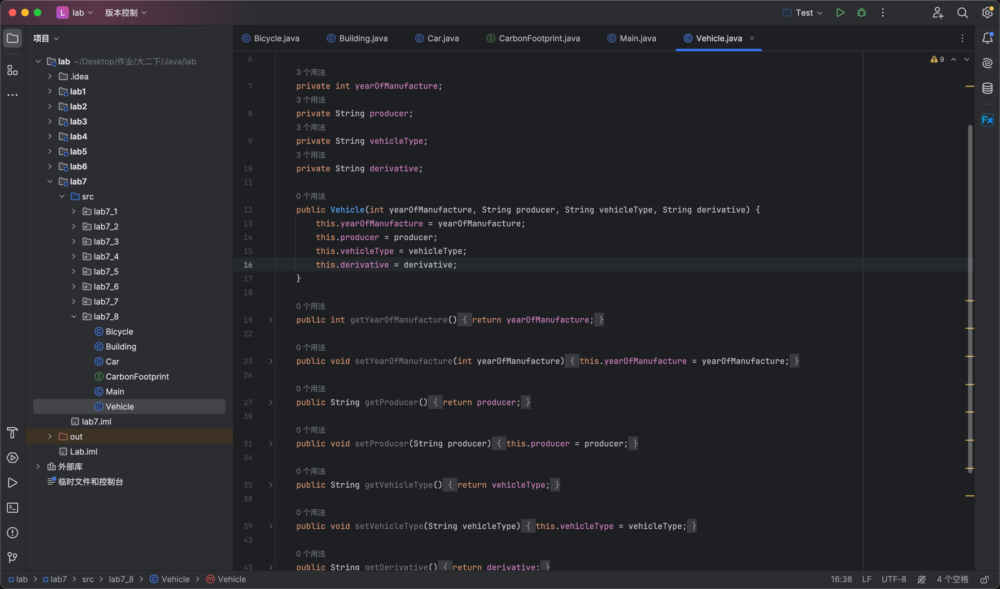 L lab 版本控制 Test
项目
Bicycle.java Building.java Car.java CarbonFootprint.java Main.java Vehicle.java
lab ~/Desktop/作业/大二下/Java/lab
.idea
lab1
lab2
lab3
lab4
lab5
lab6
lab7
src
lab7_1
lab7_2
lab7_3
lab7_4
lab7_5
lab7_6
lab7_7
lab7_8
Bicycle
Building
Car
CarbonFootprint
Main
Vehicle
lab7.iml
out
Lab.iml
外部库
临时文件和控制台
9
6
3 个用法
7 private int yearOfManufacture;
3 个用法
8 private String producer;
3 个用法
9 private String vehicleType;
3 个用法
10 private String derivative;
11
0 个用法
12 public Vehicle(int yearOfManufacture, String producer, String vehicleType, String derivative) {
13 this.yearOfManufacture = yearOfManufacture;
14 this.producer = producer;
15 this.vehicleType = vehicleType;
16 this.derivative = derivative;
17 }
18
0 个用法
19 public int getYearOfManufacture() { return yearOfManufacture; }
22
0 个用法
23 public void setYearOfManufacture(int yearOfManufacture) { this.yearOfManufacture = yearOfManufacture; }
26
0 个用法
27 public String getProducer() { return producer; }
30
0 个用法
31 public void setProducer(String producer) { this.producer = producer; }
34
0 个用法
35 public String getVehicleType() { return vehicleType; }
38
0 个用法
39 public void setVehicleType(String vehicleType) { this.vehicleType = vehicleType; }
42
0 个用法
43 public String getDerivative() { return derivative; }
Fx
lab > lab7 > src > lab7_8 > Vehicle > Vehicle
16:38 LF UTF-8 4 个空格